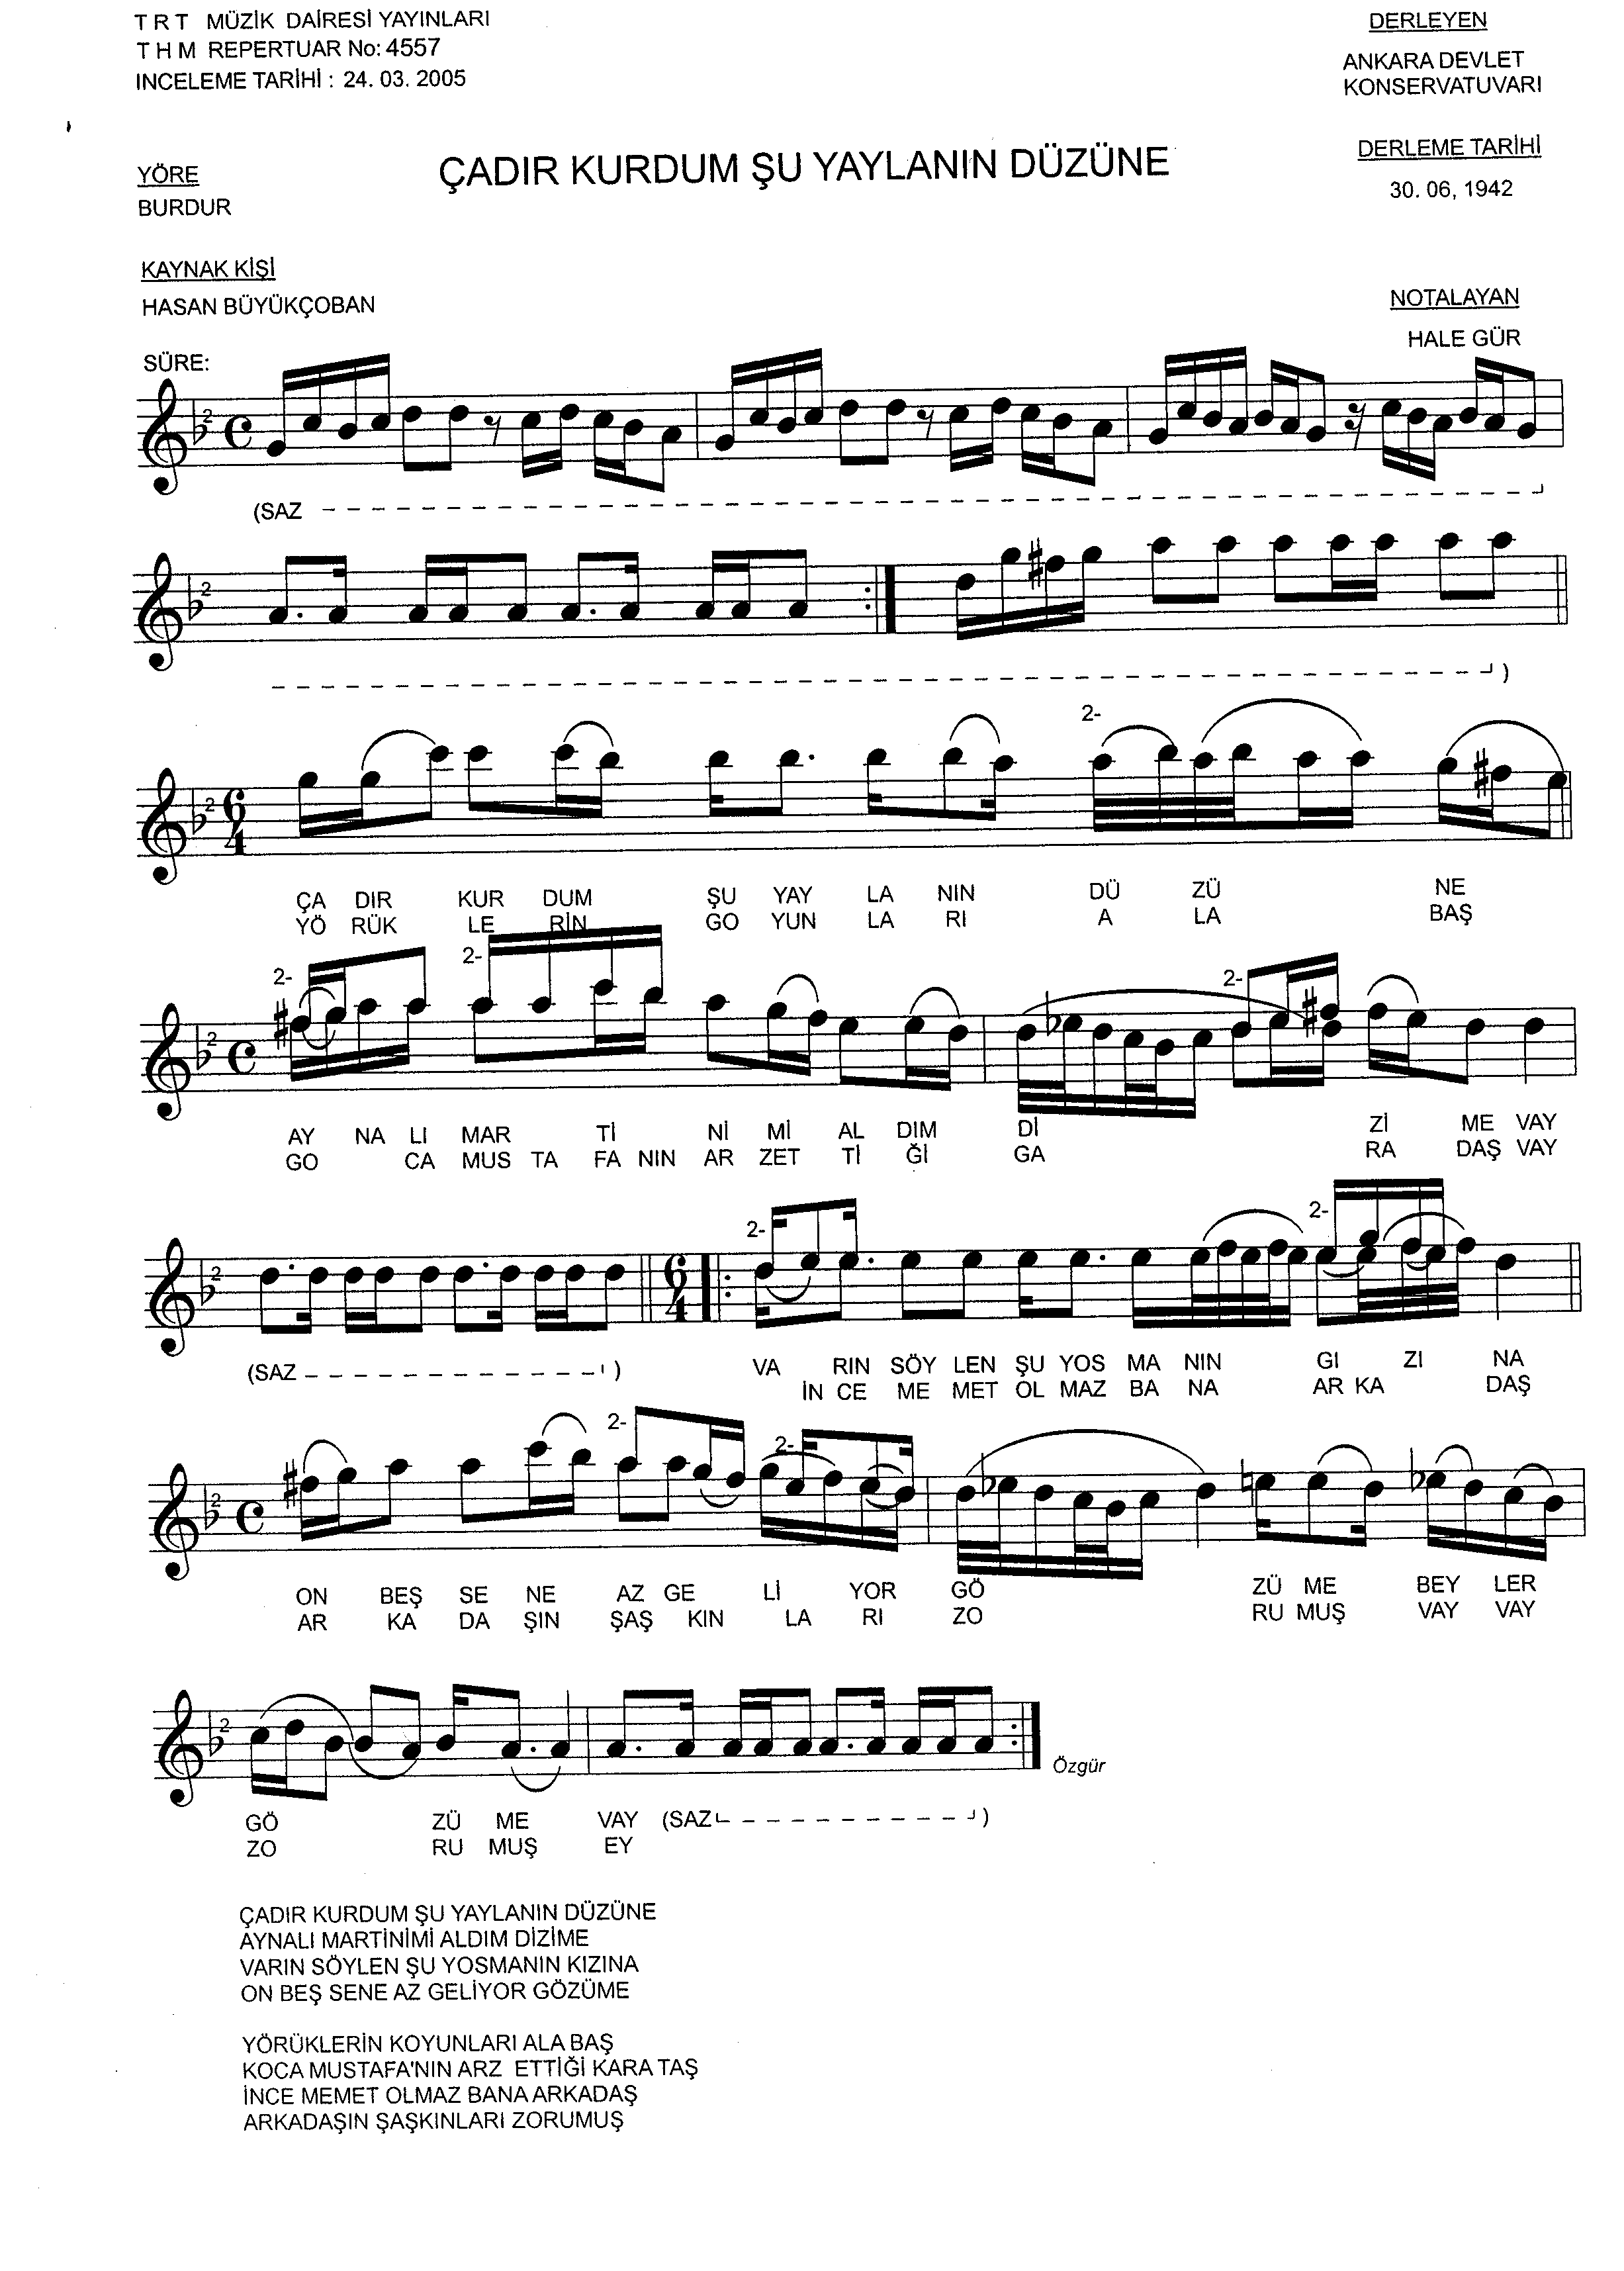 T R T MÜZİK DAİRESİ YAYINLARI
T H M REPERTUAR No: 4557
INCELEME TARİHİ : 24. 03. 2005
DERLEYEN
ANKARA DEVLET
KONSERVATUVARI
YÖRE
BURDUR
ÇADIR KURDUM ŞU YAYLANIN DÜZÜNE
DERLEME TARİHİ
30. 06, 1942
KAYNAK KİŞİ
HASAN BÜYÜKÇOBAN
NOTALAYAN
HALE GÜR
SÜRE:
2
(SAZ
2
)
2-
2 6 4
ÇA DIR KUR DUM ŞU YAY LA NIN DÜ ZÜ NE
YÖ RÜK LE RİN GO YUN LA RI A LA BAŞ
2- 2- 2-
2
AY NA LI MAR Tİ Nİ Mİ AL DIM Dİ Zİ ME VAY
GO CA MUS TA FA NIN AR ZET Tİ Ğİ GA RA DAŞ VAY
2- 2-
2 6 4
(SAZ )
VA RIN SÖY LEN ŞU YOS MA NIN GI ZI NA
İN CE ME MET OL MAZ BA NA AR KA DAŞ
2- 2-
2
ON BEŞ SE NE AZ GE Lİ YOR GÖ ZÜ ME BEY LER
AR KA DA ŞIN ŞAŞ KIN LA RI ZO RU MUŞ VAY VAY
2
Özgür
GÖ ZÜ ME VAY (SAZ )
ZO RU MUŞ EY
ÇADIR KURDUM ŞU YAYLANIN DÜZÜNE
AYNALI MARTİNİMİ ALDIM DİZİME
VARIN SÖYLEN ŞU YOSMANIN KIZINA
ON BEŞ SENE AZ GELİYOR GÖZÜME
YÖRÜKLERİN KOYUNLARI ALA BAŞ
KOCA MUSTAFA'NIN ARZ ETTİĞİ KARA TAŞ
İNCE MEMET OLMAZ BANA ARKADAŞ
ARKADAŞIN ŞAŞKINLARI ZORUMUŞ